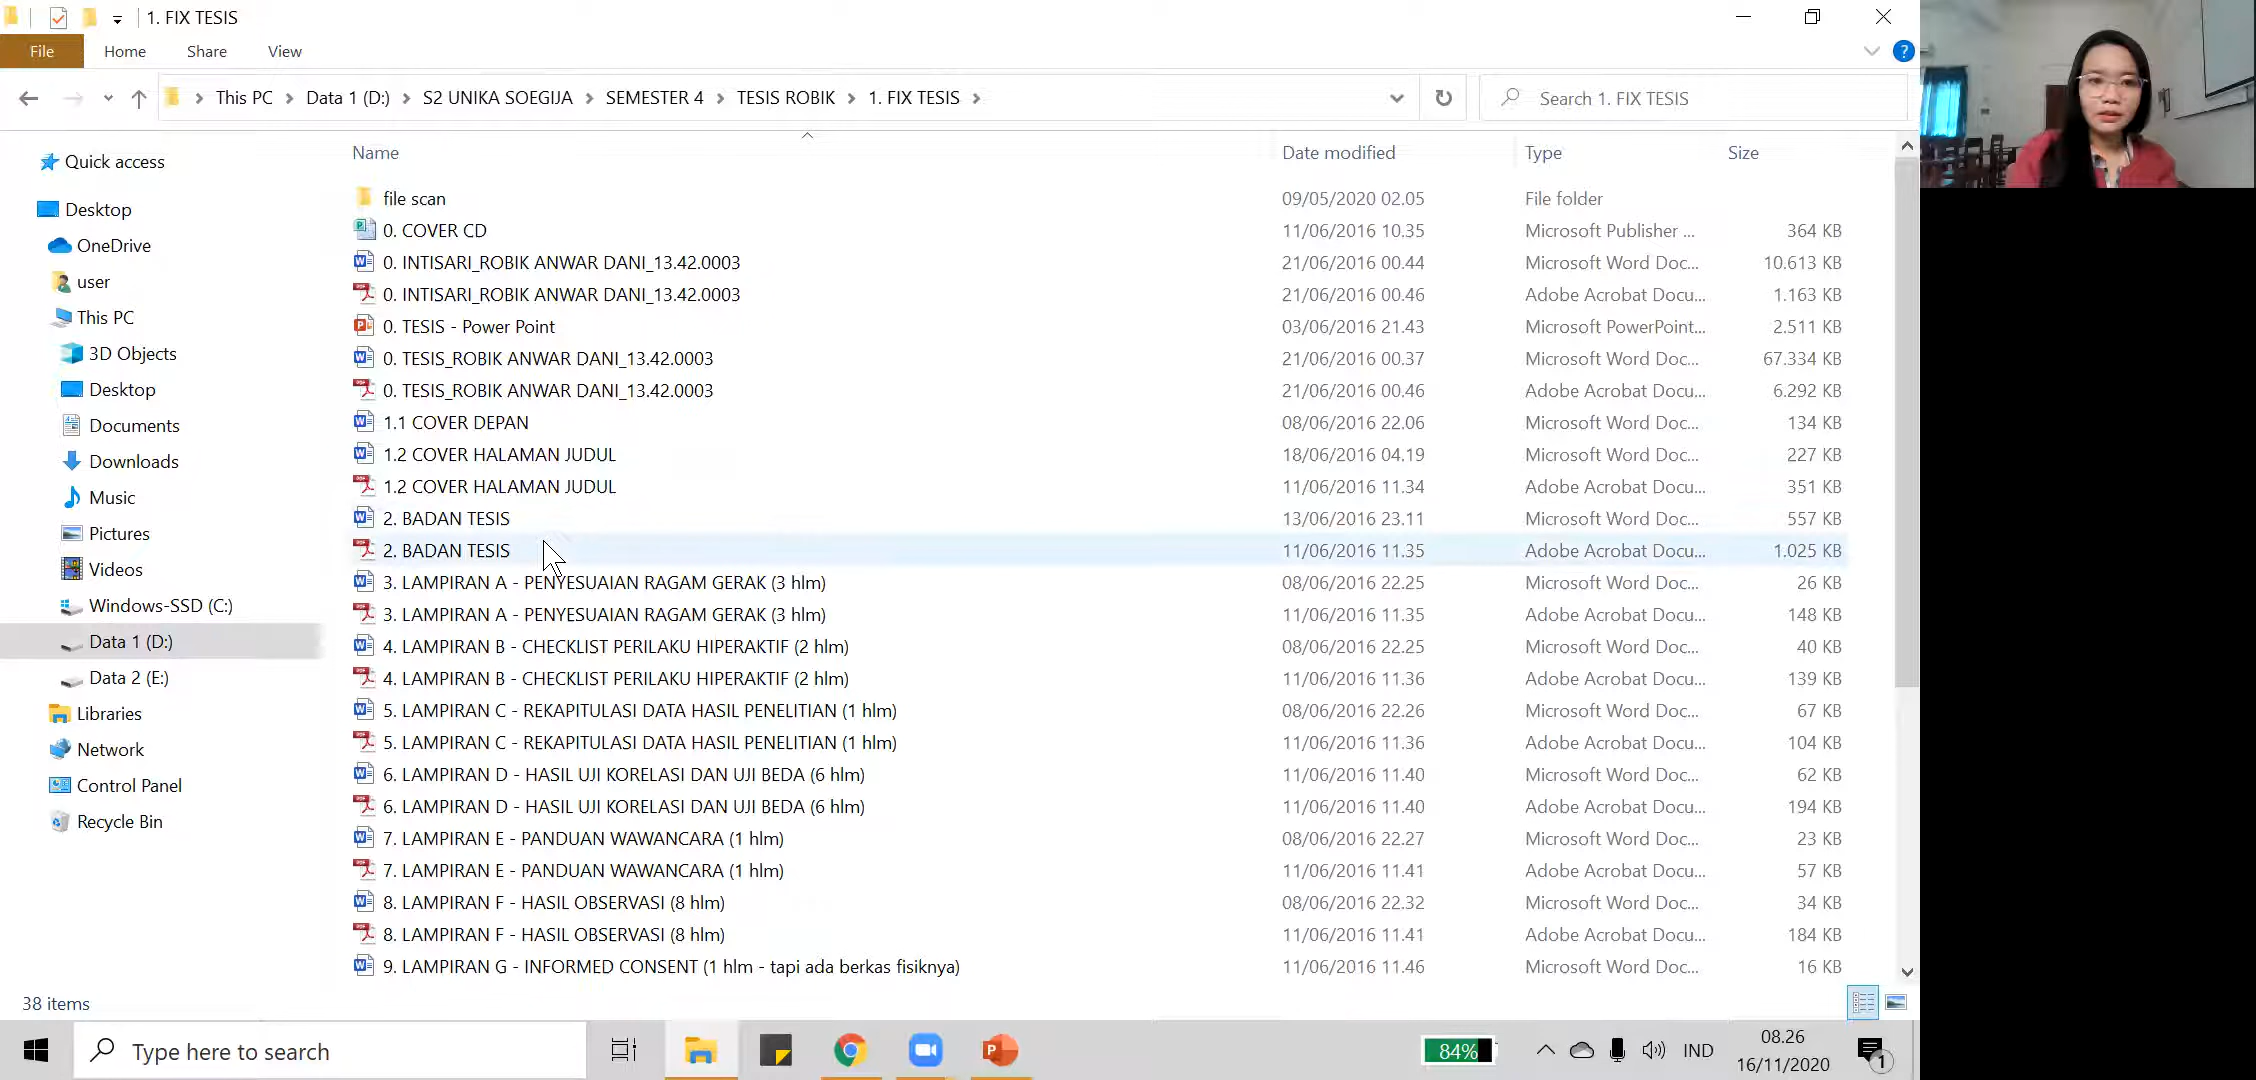 1. FIX TESIS
File Home Share View
This PC Data 1 (D:) S2 UNIKA SOEGIJA SEMESTER 4 TESIS ROBIK 1. FIX TESIS Search 1. FIX TESIS
Name Date modified Type Size
Quick access
Desktop
OneDrive
user
This PC
3D Objects
Desktop
Documents
Downloads
Music
Pictures
Videos
Windows-SSD (C:)
Data 1 (D:)
Data 2 (E:)
Libraries
Network
Control Panel
Recycle Bin
file scan 09/05/2020 02.05 File folder
0. COVER CD 11/06/2016 10.35 Microsoft Publisher ... 364 KB
0. INTISARI_ROBIK ANWAR DANI_13.42.0003 21/06/2016 00.44 Microsoft Word Doc... 10.613 KB
0. INTISARI_ROBIK ANWAR DANI_13.42.0003 21/06/2016 00.46 Adobe Acrobat Docu... 1.163 KB
0. TESIS - Power Point 03/06/2016 21.43 Microsoft PowerPoint... 2.511 KB
0. TESIS_ROBIK ANWAR DANI_13.42.0003 21/06/2016 00.37 Microsoft Word Doc... 67.334 KB
0. TESIS_ROBIK ANWAR DANI_13.42.0003 21/06/2016 00.46 Adobe Acrobat Docu... 6.292 KB
1.1 COVER DEPAN 08/06/2016 22.06 Microsoft Word Doc... 134 KB
1.2 COVER HALAMAN JUDUL 18/06/2016 04.19 Microsoft Word Doc... 227 KB
1.2 COVER HALAMAN JUDUL 11/06/2016 11.34 Adobe Acrobat Docu... 351 KB
2. BADAN TESIS 13/06/2016 23.11 Microsoft Word Doc... 557 KB
2. BADAN TESIS 11/06/2016 11.35 Adobe Acrobat Docu... 1.025 KB
3. LAMPIRAN A - PENYESUAIAN RAGAM GERAK (3 hlm) 08/06/2016 22.25 Microsoft Word Doc... 26 KB
3. LAMPIRAN A - PENYESUAIAN RAGAM GERAK (3 hlm) 11/06/2016 11.35 Adobe Acrobat Docu... 148 KB
4. LAMPIRAN B - CHECKLIST PERILAKU HIPERAKTIF (2 hlm) 08/06/2016 22.25 Microsoft Word Doc... 40 KB
4. LAMPIRAN B - CHECKLIST PERILAKU HIPERAKTIF (2 hlm) 11/06/2016 11.36 Adobe Acrobat Docu... 139 KB
5. LAMPIRAN C - REKAPITULASI DATA HASIL PENELITIAN (1 hlm) 08/06/2016 22.26 Microsoft Word Doc... 67 KB
5. LAMPIRAN C - REKAPITULASI DATA HASIL PENELITIAN (1 hlm) 11/06/2016 11.36 Adobe Acrobat Docu... 104 KB
6. LAMPIRAN D - HASIL UJI KORELASI DAN UJI BEDA (6 hlm) 11/06/2016 11.40 Microsoft Word Doc... 62 KB
6. LAMPIRAN D - HASIL UJI KORELASI DAN UJI BEDA (6 hlm) 11/06/2016 11.40 Adobe Acrobat Docu... 194 KB
7. LAMPIRAN E - PANDUAN WAWANCARA (1 hlm) 08/06/2016 22.27 Microsoft Word Doc... 23 KB
7. LAMPIRAN E - PANDUAN WAWANCARA (1 hlm) 11/06/2016 11.41 Adobe Acrobat Docu... 57 KB
8. LAMPIRAN F - HASIL OBSERVASI (8 hlm) 08/06/2016 22.32 Microsoft Word Doc... 34 KB
8. LAMPIRAN F - HASIL OBSERVASI (8 hlm) 11/06/2016 11.41 Adobe Acrobat Docu... 184 KB
9. LAMPIRAN G - INFORMED CONSENT (1 hlm - tapi ada berkas fisiknya) 11/06/2016 11.46 Microsoft Word Doc... 16 KB
38 items
Type here to search 84% IND 08.26
16/11/2020 1